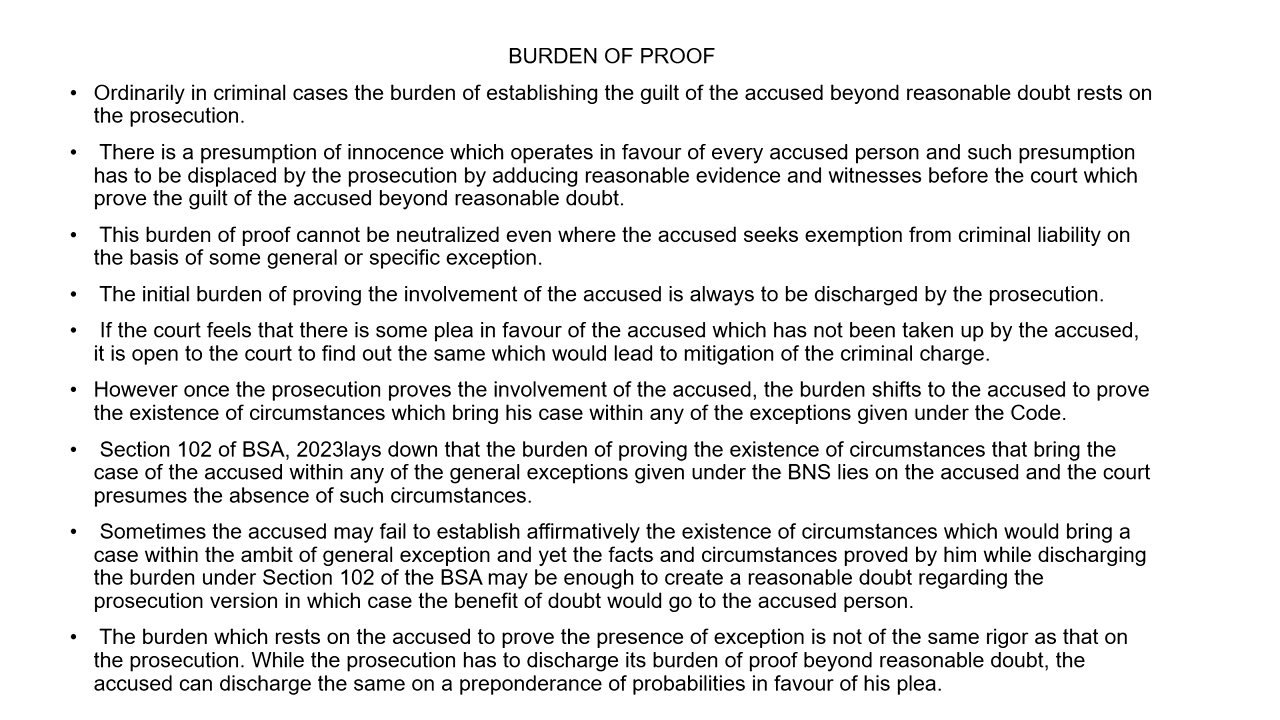 BURDEN OF PROOF
• Ordinarily in criminal cases the burden of establishing the guilt of the accused beyond reasonable doubt rests on
the prosecution.
• There is a presumption of innocence which operates in favour of every accused person and such presumption
has to be displaced by the prosecution by adducing reasonable evidence and witnesses before the court which
prove the guilt of the accused beyond reasonable doubt.
• This burden of proof cannot be neutralized even where the accused seeks exemption from criminal liability on
the basis of some general or specific exception.
• The initial burden of proving the involvement of the accused is always to be discharged by the prosecution.
• If the court feels that there is some plea in favour of the accused which has not been taken up by the accused,
it is open to the court to find out the same which would lead to mitigation of the criminal charge.
• However once the prosecution proves the involvement of the accused, the burden shifts to the accused to prove
the existence of circumstances which bring his case within any of the exceptions given under the Code.
• Section 102 of BSA, 2023lays down that the burden of proving the existence of circumstances that bring the
case of the accused within any of the general exceptions given under the BNS lies on the accused and the court
presumes the absence of such circumstances.
• Sometimes the accused may fail to establish affirmatively the existence of circumstances which would bring a
case within the ambit of general exception and yet the facts and circumstances proved by him while discharging
the burden under Section 102 of the BSA may be enough to create a reasonable doubt regarding the
prosecution version in which case the benefit of doubt would go to the accused person.
• The burden which rests on the accused to prove the presence of exception is not of the same rigor as that on
the prosecution. While the prosecution has to discharge its burden of proof beyond reasonable doubt, the
accused can discharge the same on a preponderance of probabilities in favour of his plea.